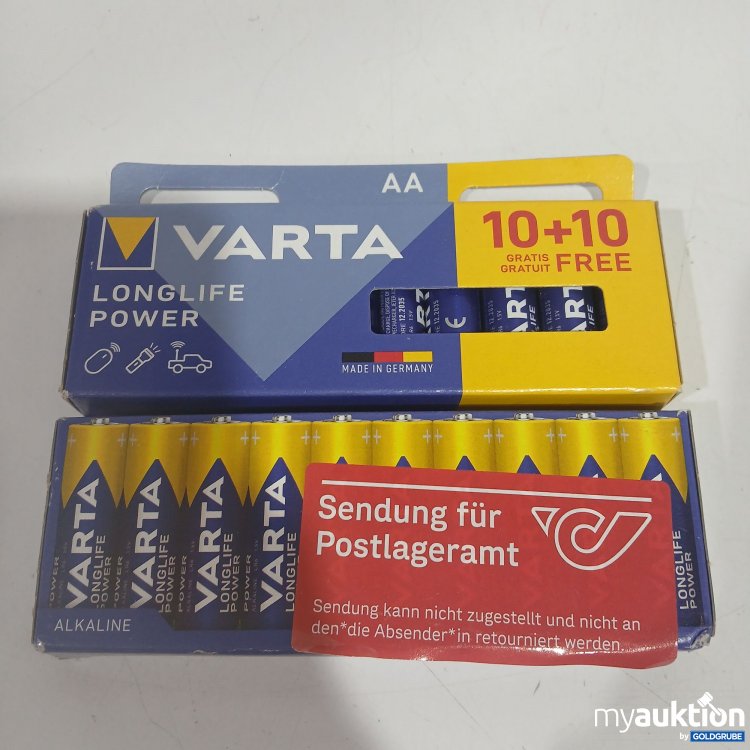 AA
VARTA
LONGLIFE
POWER
10+10
GRATIS
GRATUIT
FREE
12.2035
MADE IN GERMANY
VARTA
LONGLIFE
POWER
VARTA
LONGLIFE
POWER
VARTA
LONGLIFE
POWER
VARTA
LONGLIFE
LONGLIFE
POWER
ALKALINE
Sendung für
Postlageramt
Sendung kann nicht zugestellt und nicht an
den*die Absender*in retourniert werden.
myauktion
by GOLDGRUBE